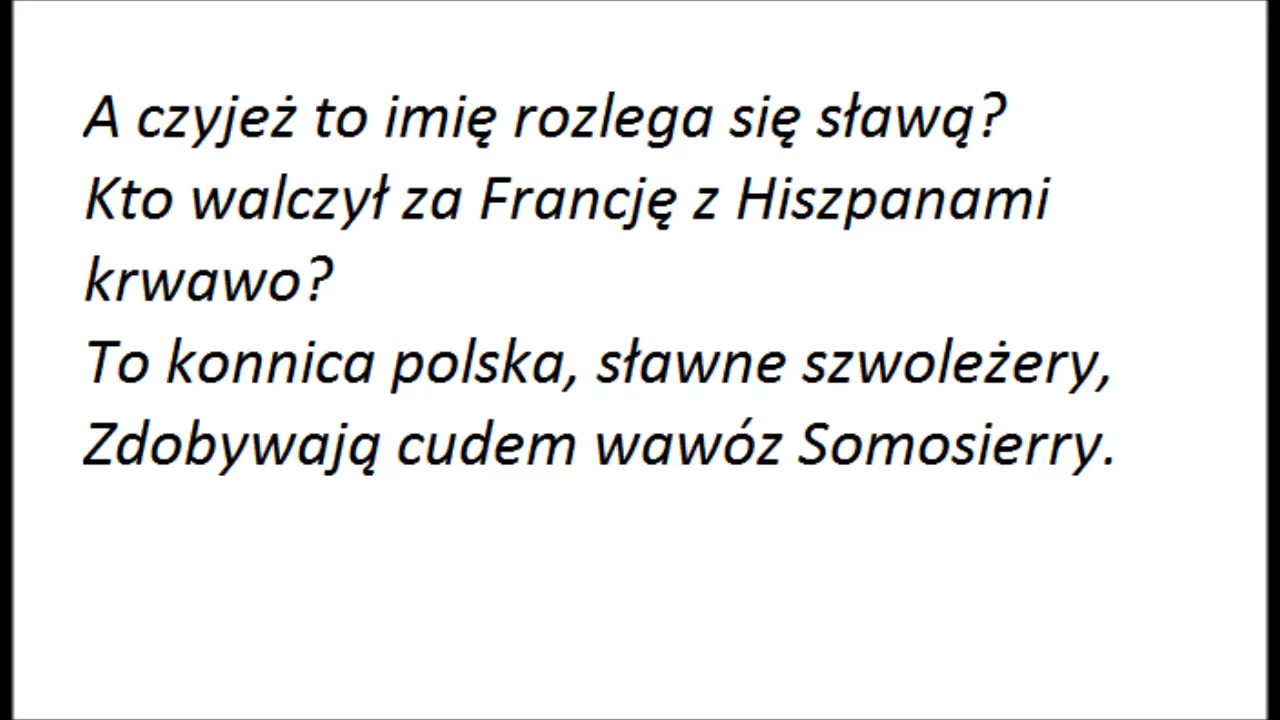 A czyjeż to imię rozlega się sławą?
Kto walczył za Francję z Hiszpanami
krwawo?
To konnica polska, sławne szwoleżery,
Zdobywają cudem wawóz Somosierry.